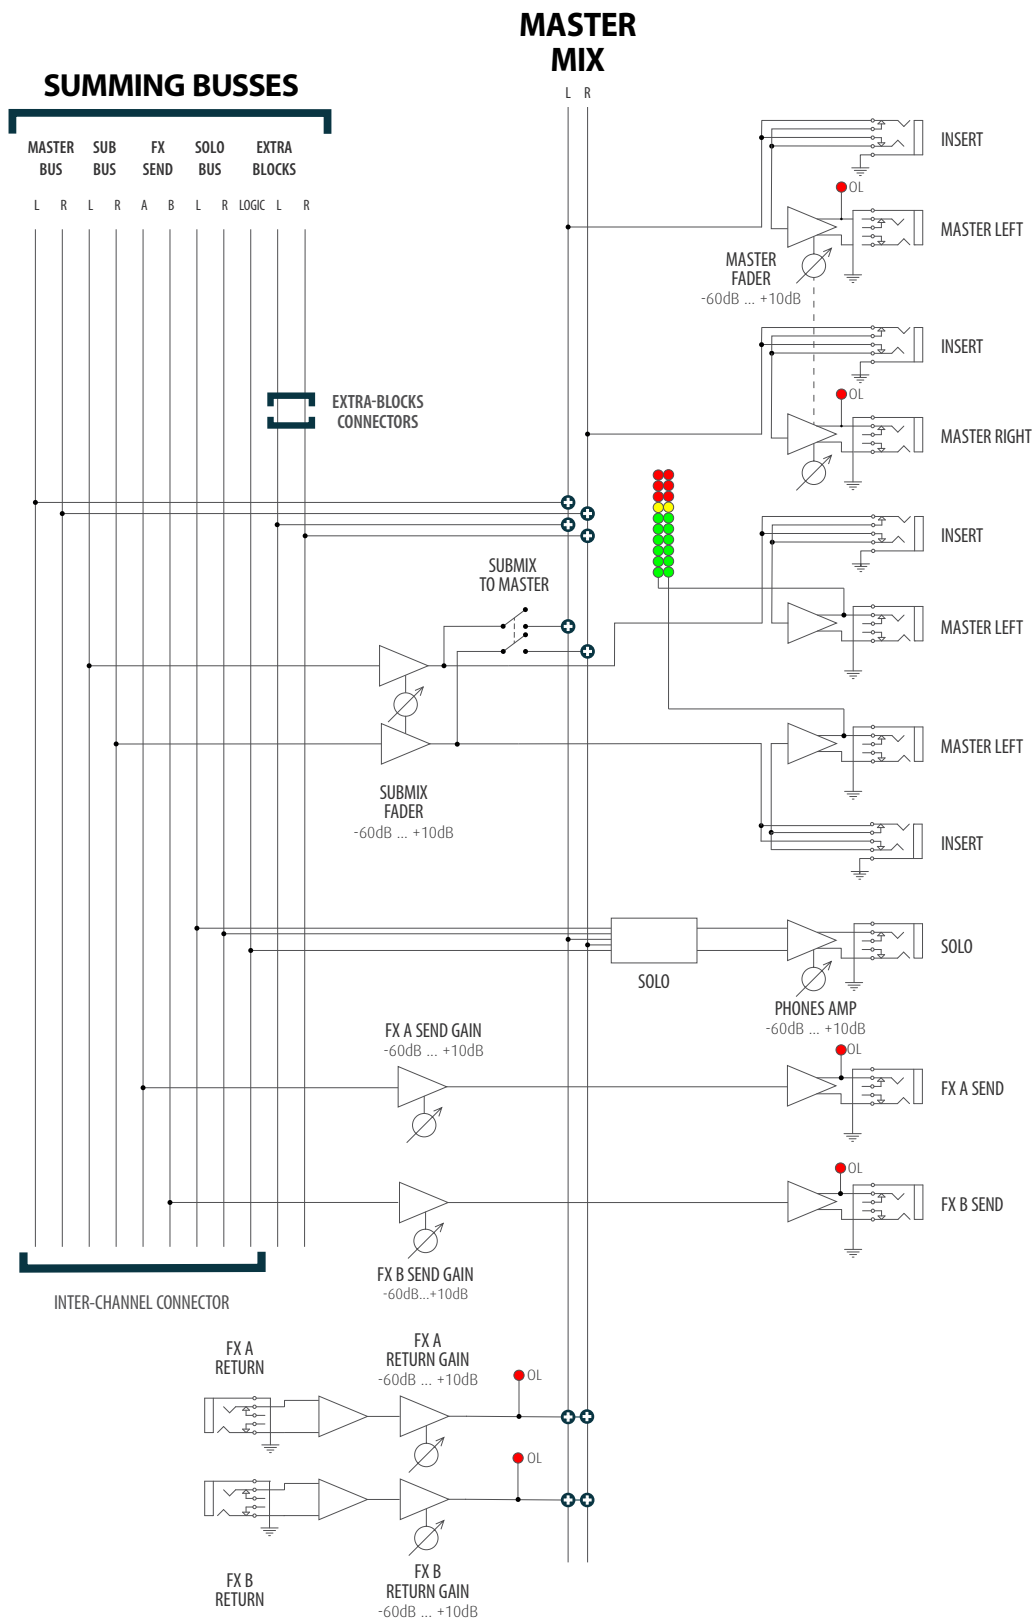 MASTER
MIX
SUMMING BUSSES
L R
MASTER BUS
SUB BUS
FX SEND
SOLO BUS
EXTRA BLOCKS
L R L R A B L R LOGIC L R
INSERT
OL
MASTER LEFT
MASTER
FADER
-60dB ... +10dB
INSERT
EXTRA-BLOCKS
CONNECTORS
OL
MASTER RIGHT
INSERT
SUBMIX
TO MASTER
MASTER LEFT
MASTER LEFT
SUBMIX
FADER
-60dB ... +10dB
INSERT
SOLO
SOLO
PHONES AMP
-60dB ... +10dB
FX A SEND GAIN
-60dB ... +10dB
OL
FX A SEND
OL
FX B SEND
FX B SEND GAIN
-60dB...+10dB
INTER-CHANNEL CONNECTOR
FX A
RETURN
FX A
RETURN GAIN
-60dB ... +10dB
OL
OL
FX B
RETURN
FX B
RETURN GAIN
-60dB ... +10dB